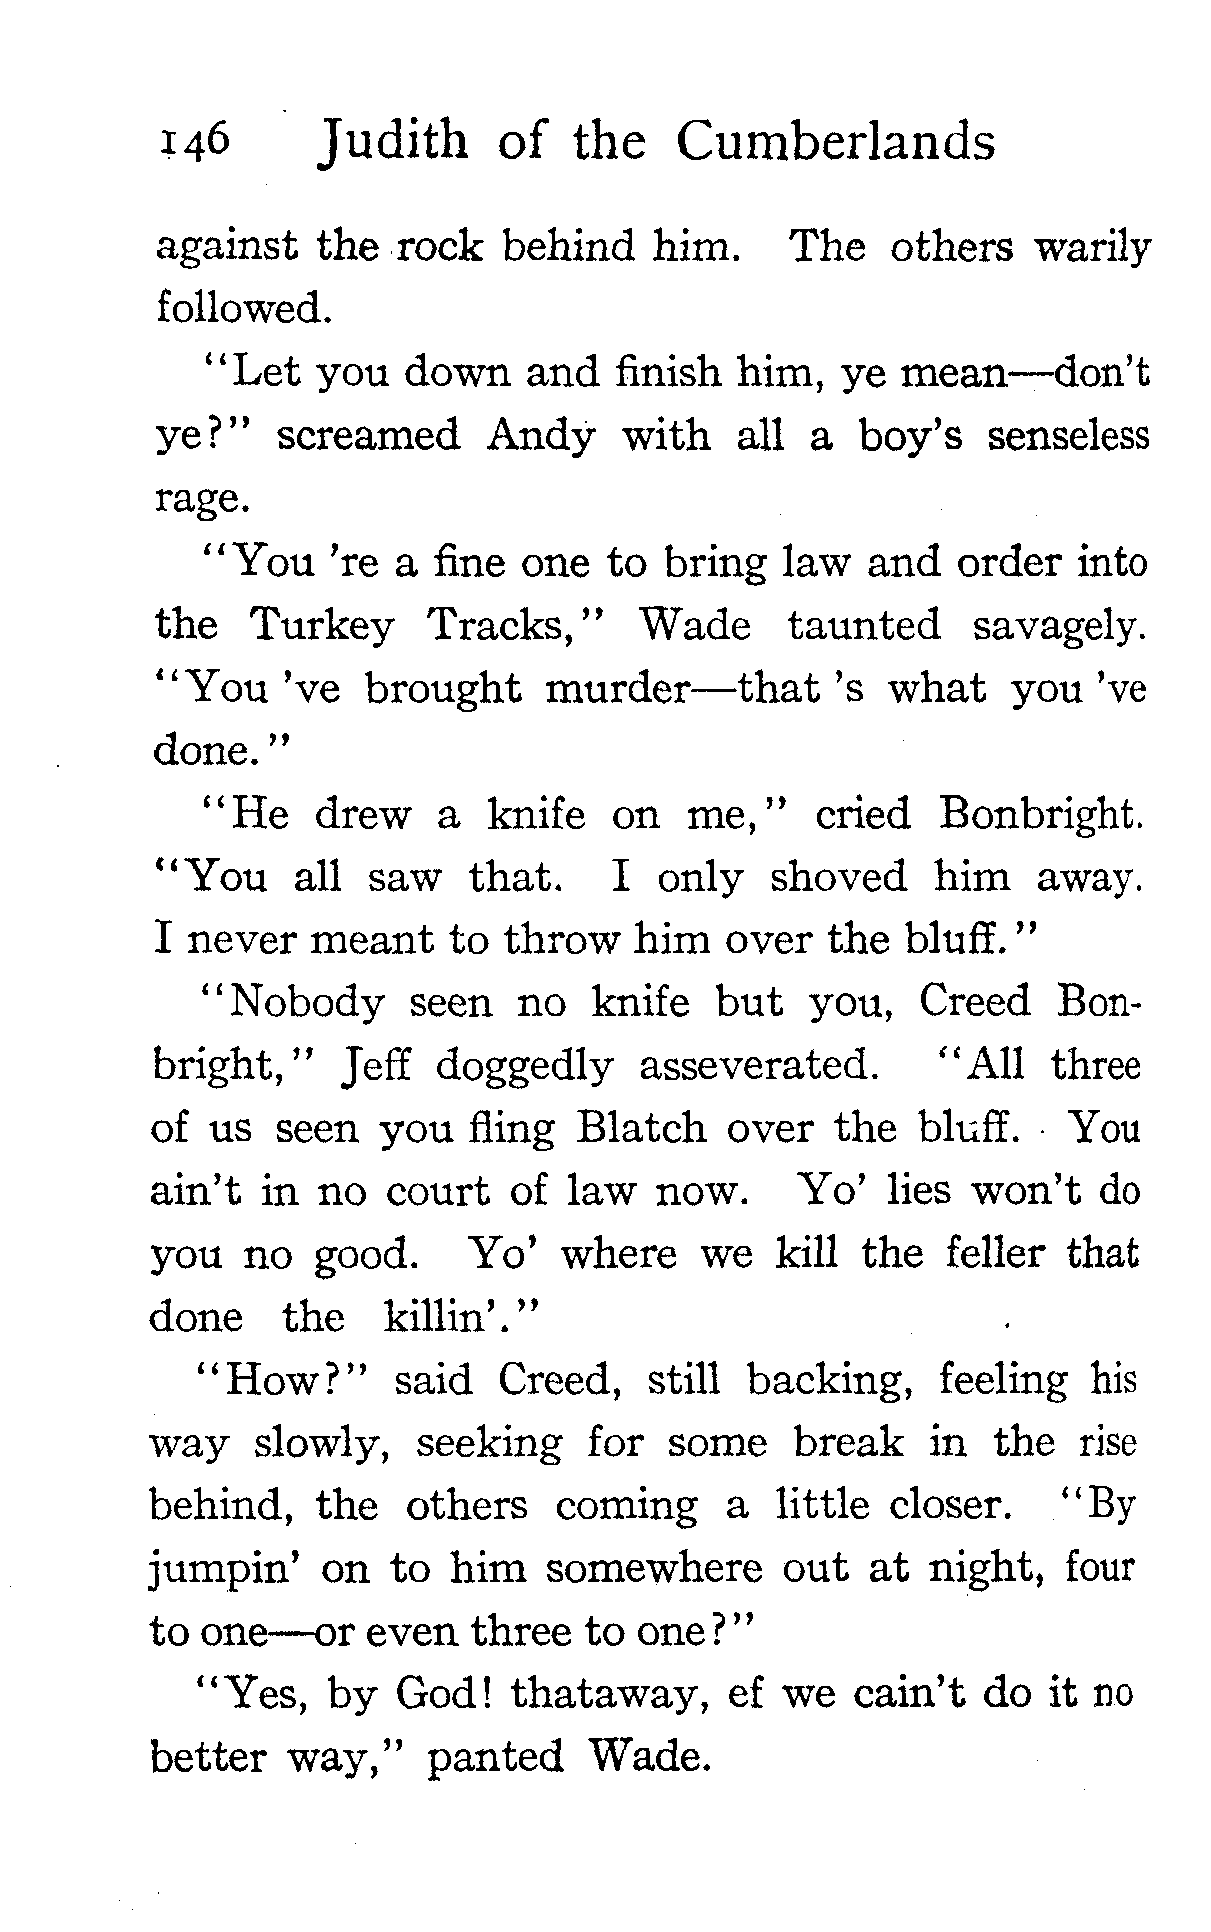 146 Judith of the Cumberlands
against the rock behind him. The others warily
followed.
"Let you down and finish him, ye mean—don't
ye?" screamed Andy with all a boy's senseless
rage.
"You 're a fine one to bring law and order into
the Turkey Tracks," Wade taunted savagely.
"You 've brought murder—that 's what you 've
done."
"He drew a knife on me," cried Bonbright.
"You all saw that. I only shoved him away.
I never meant to throw him over the bluff."
"Nobody seen no knife but you, Creed Bon-
bright," Jeff doggedly asseverated. "All three
of us seen you fling Blatch over the bluff. You
ain't in no court of law now. Yo' lies won't do
you no good. Yo' where we kill the feller that
done the killin'."
"How?" said Creed, still backing, feeling his
way slowly, seeking for some break in the rise
behind, the others coming a little closer. "By
jumpin' on to him somewhere out at night, four
to one—or even three to one?"
"Yes, by God! thataway, ef we cain't do it no
better way," panted Wade.